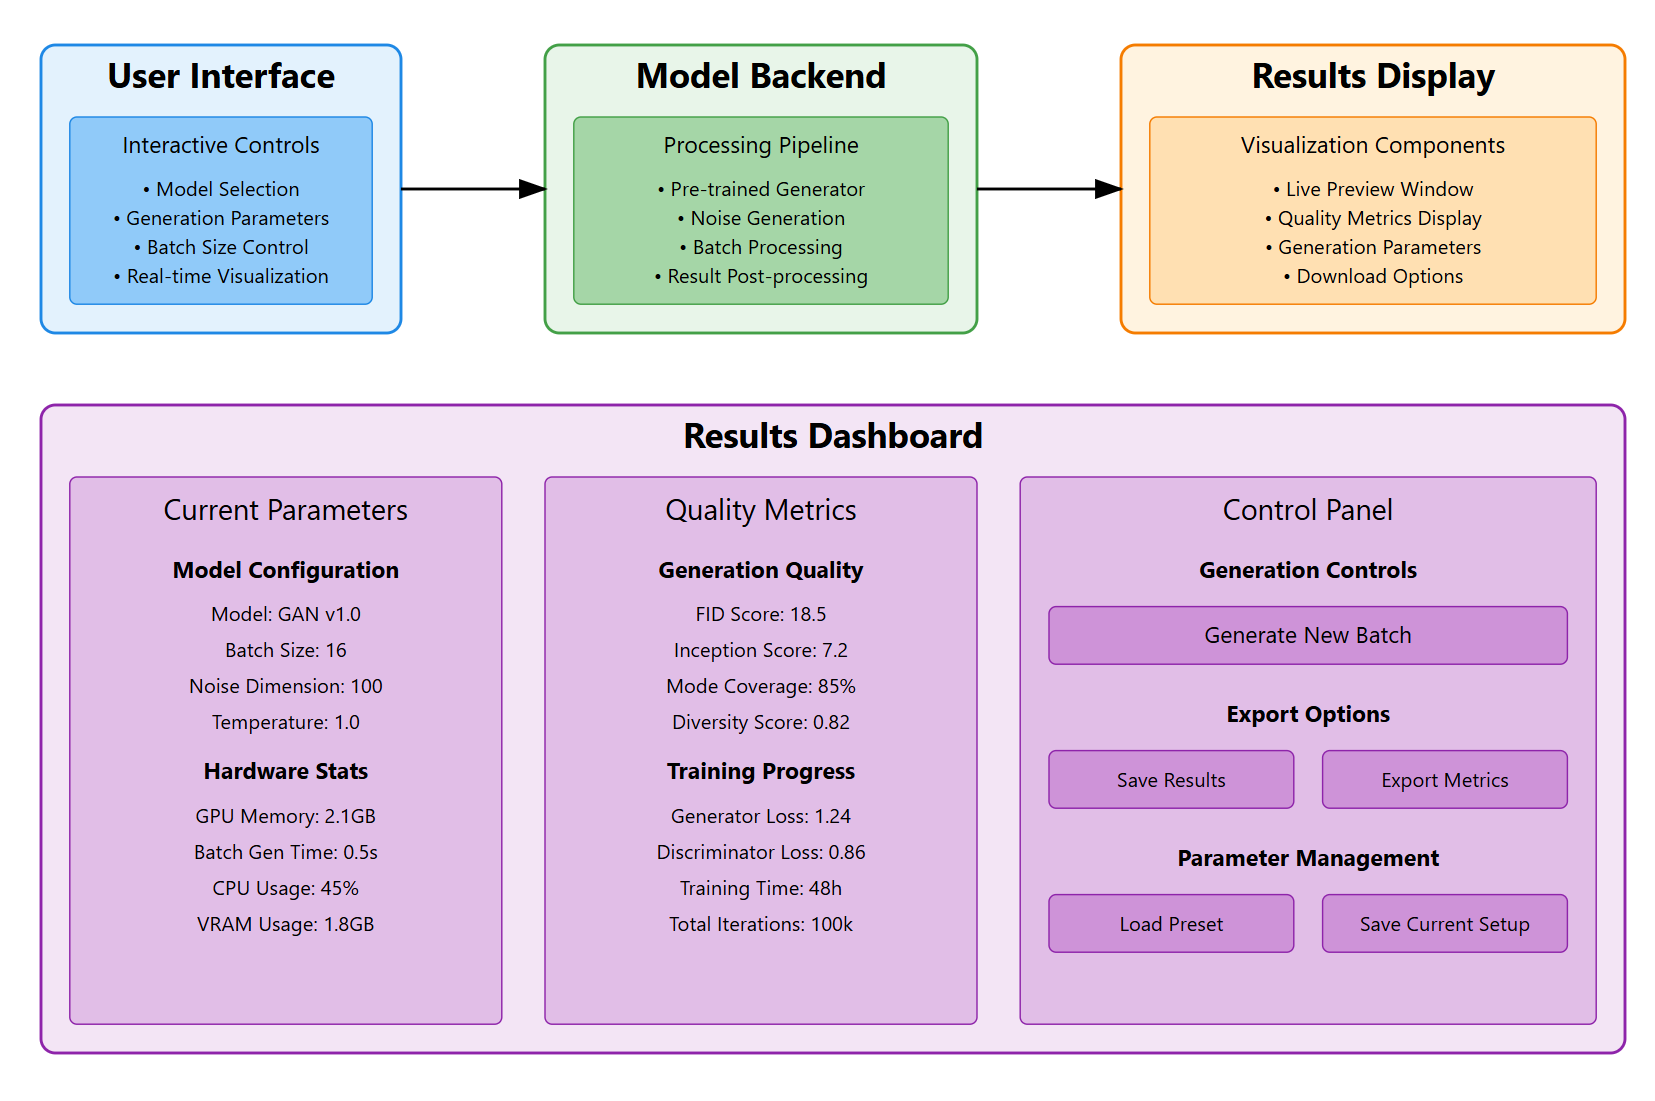 User Interface
Interactive Controls
• Model Selection
• Generation Parameters
• Batch Size Control
• Real-time Visualization
Model Backend
Processing Pipeline
• Pre-trained Generator
• Noise Generation
• Batch Processing
• Result Post-processing
Results Display
Visualization Components
• Live Preview Window
• Quality Metrics Display
• Generation Parameters
• Download Options
Results Dashboard
Current Parameters
Model Configuration
Model: GAN v1.0
Batch Size: 16
Noise Dimension: 100
Temperature: 1.0
Hardware Stats
GPU Memory: 2.1GB
Batch Gen Time: 0.5s
CPU Usage: 45%
VRAM Usage: 1.8GB
Quality Metrics
Generation Quality
FID Score: 18.5
Inception Score: 7.2
Mode Coverage: 85%
Diversity Score: 0.82
Training Progress
Generator Loss: 1.24
Discriminator Loss: 0.86
Training Time: 48h
Total Iterations: 100k
Control Panel
Generation Controls
Generate New Batch
Export Options
Save Results
Export Metrics
Parameter Management
Load Preset
Save Current Setup